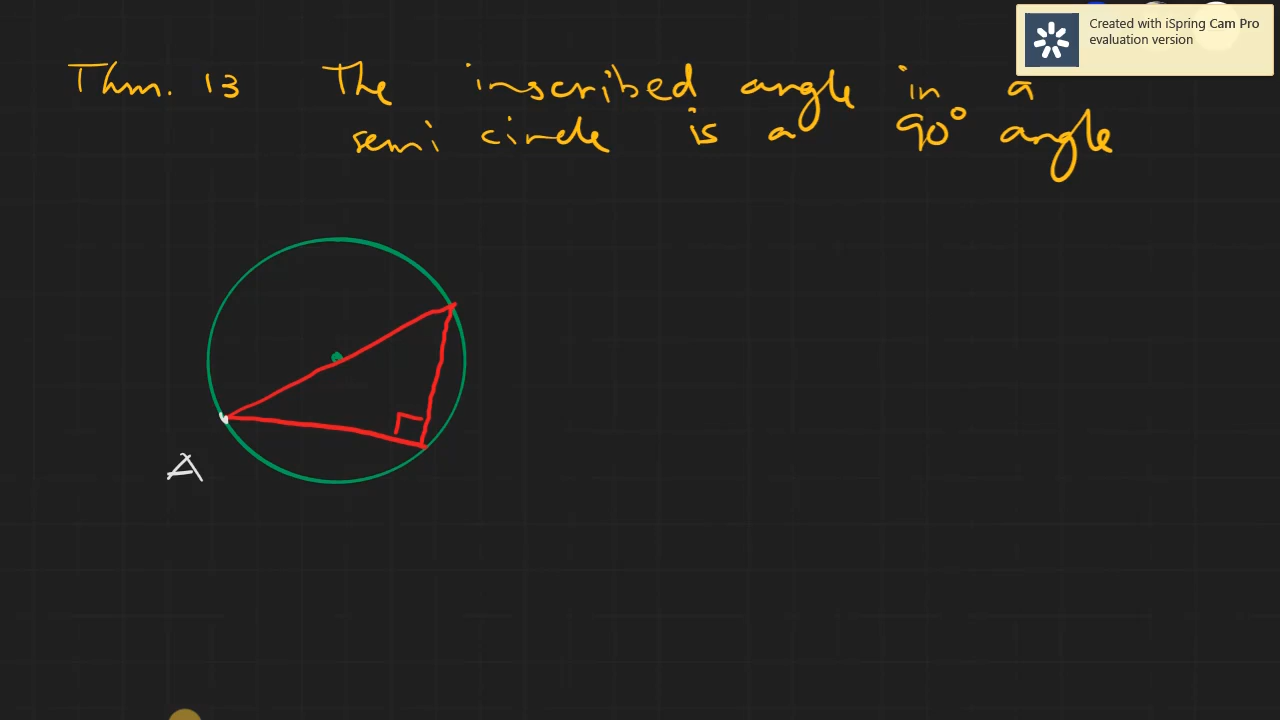 Thm. 13 The inscribed angle in a
semi circle is a 90° angle
A
Created with iSpring Cam Pro
evaluation version